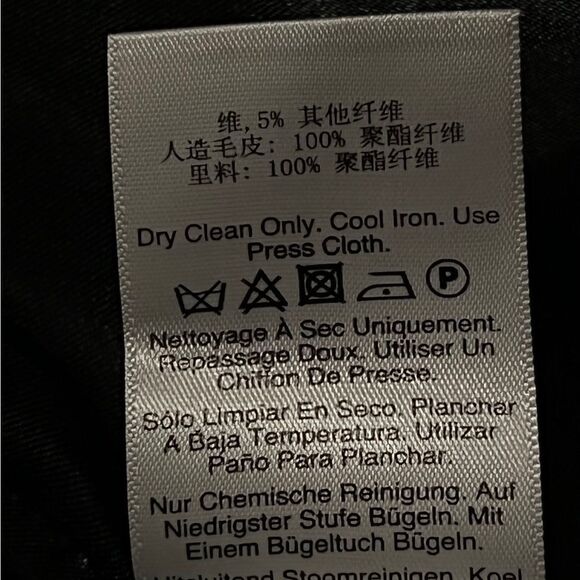 维,5% 其他纤维
人造毛皮: 100% 聚酯纤维
里料: 100% 聚酯纤维
Dry Clean Only. Cool Iron. Use
Press Cloth.
P
Nettoyage À Sec Uniquement.
Repassage Doux. Utiliser Un
Chiffon De Presse.
Sólo Limpiar En Seco. Planchar
A Baja Temperatura. Utilizar
Paño Para Planchar.
Nur Chemische Reinigung. Auf
Niedrigster Stufe Bügeln. Mit
Einem Bügeltuch Bügeln.
Uitsluitend Stoomreinigen. Koel